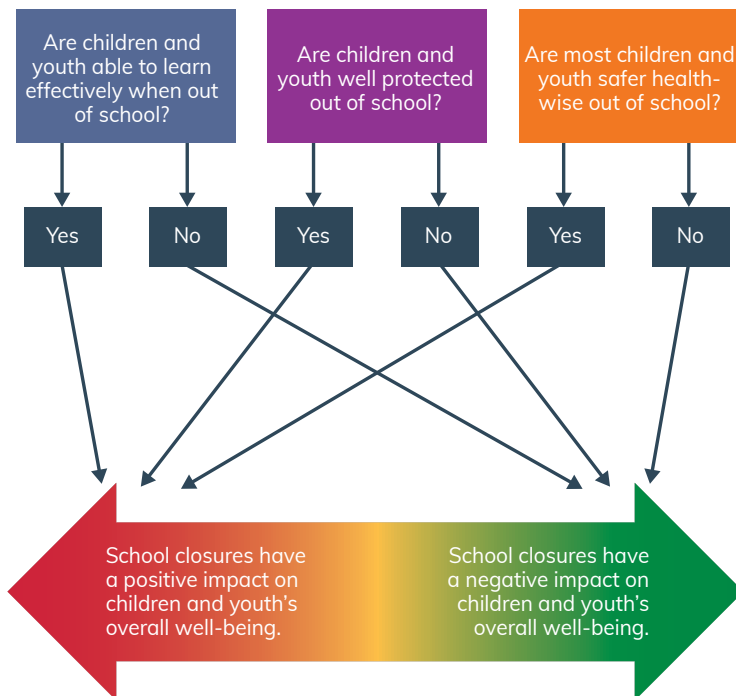 Are children and
youth able to learn
effectively when out
of school?
Are children and
youth well protected
out of school?
Are most children and
youth safer health-
wise out of school?
Yes
No
Yes
No
Yes
No
School closures have
a positive impact on
children and youth's
overall well-being.
School closures have
a negative impact on
children and youth's
overall well-being.